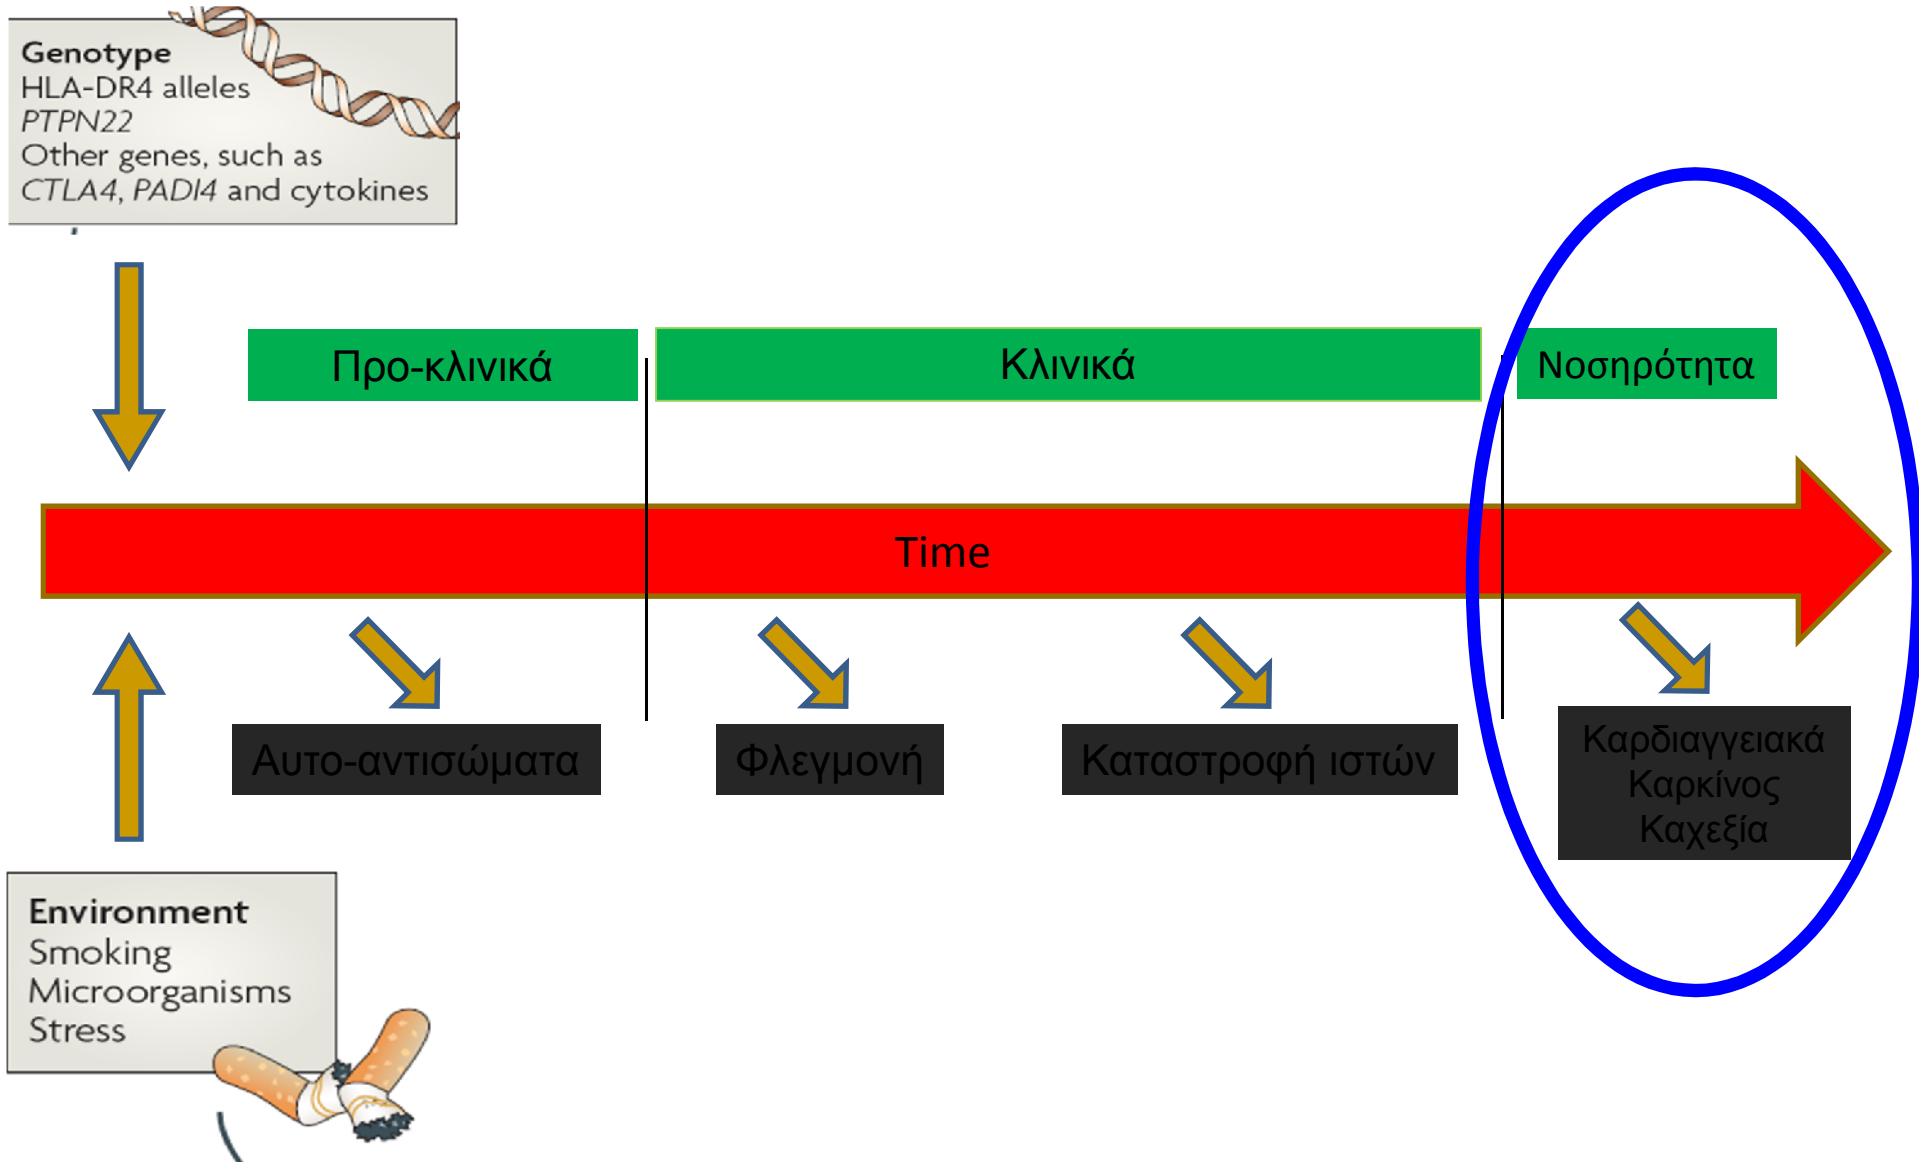 Genotype
HLA-DR4 alleles
PTPN22
Other genes, such as
CTLA4, PADI4 and cytokines
Προ-κλινικά
Κλινικά
Νοσηρότητα
Time
Αυτο-αντισώματα
Φλεγμονή
Καταστροφή ιστών
Καρδιαγγειακά
Καρκίνος
Καχεξία
Environment
Smoking
Microorganisms
Stress